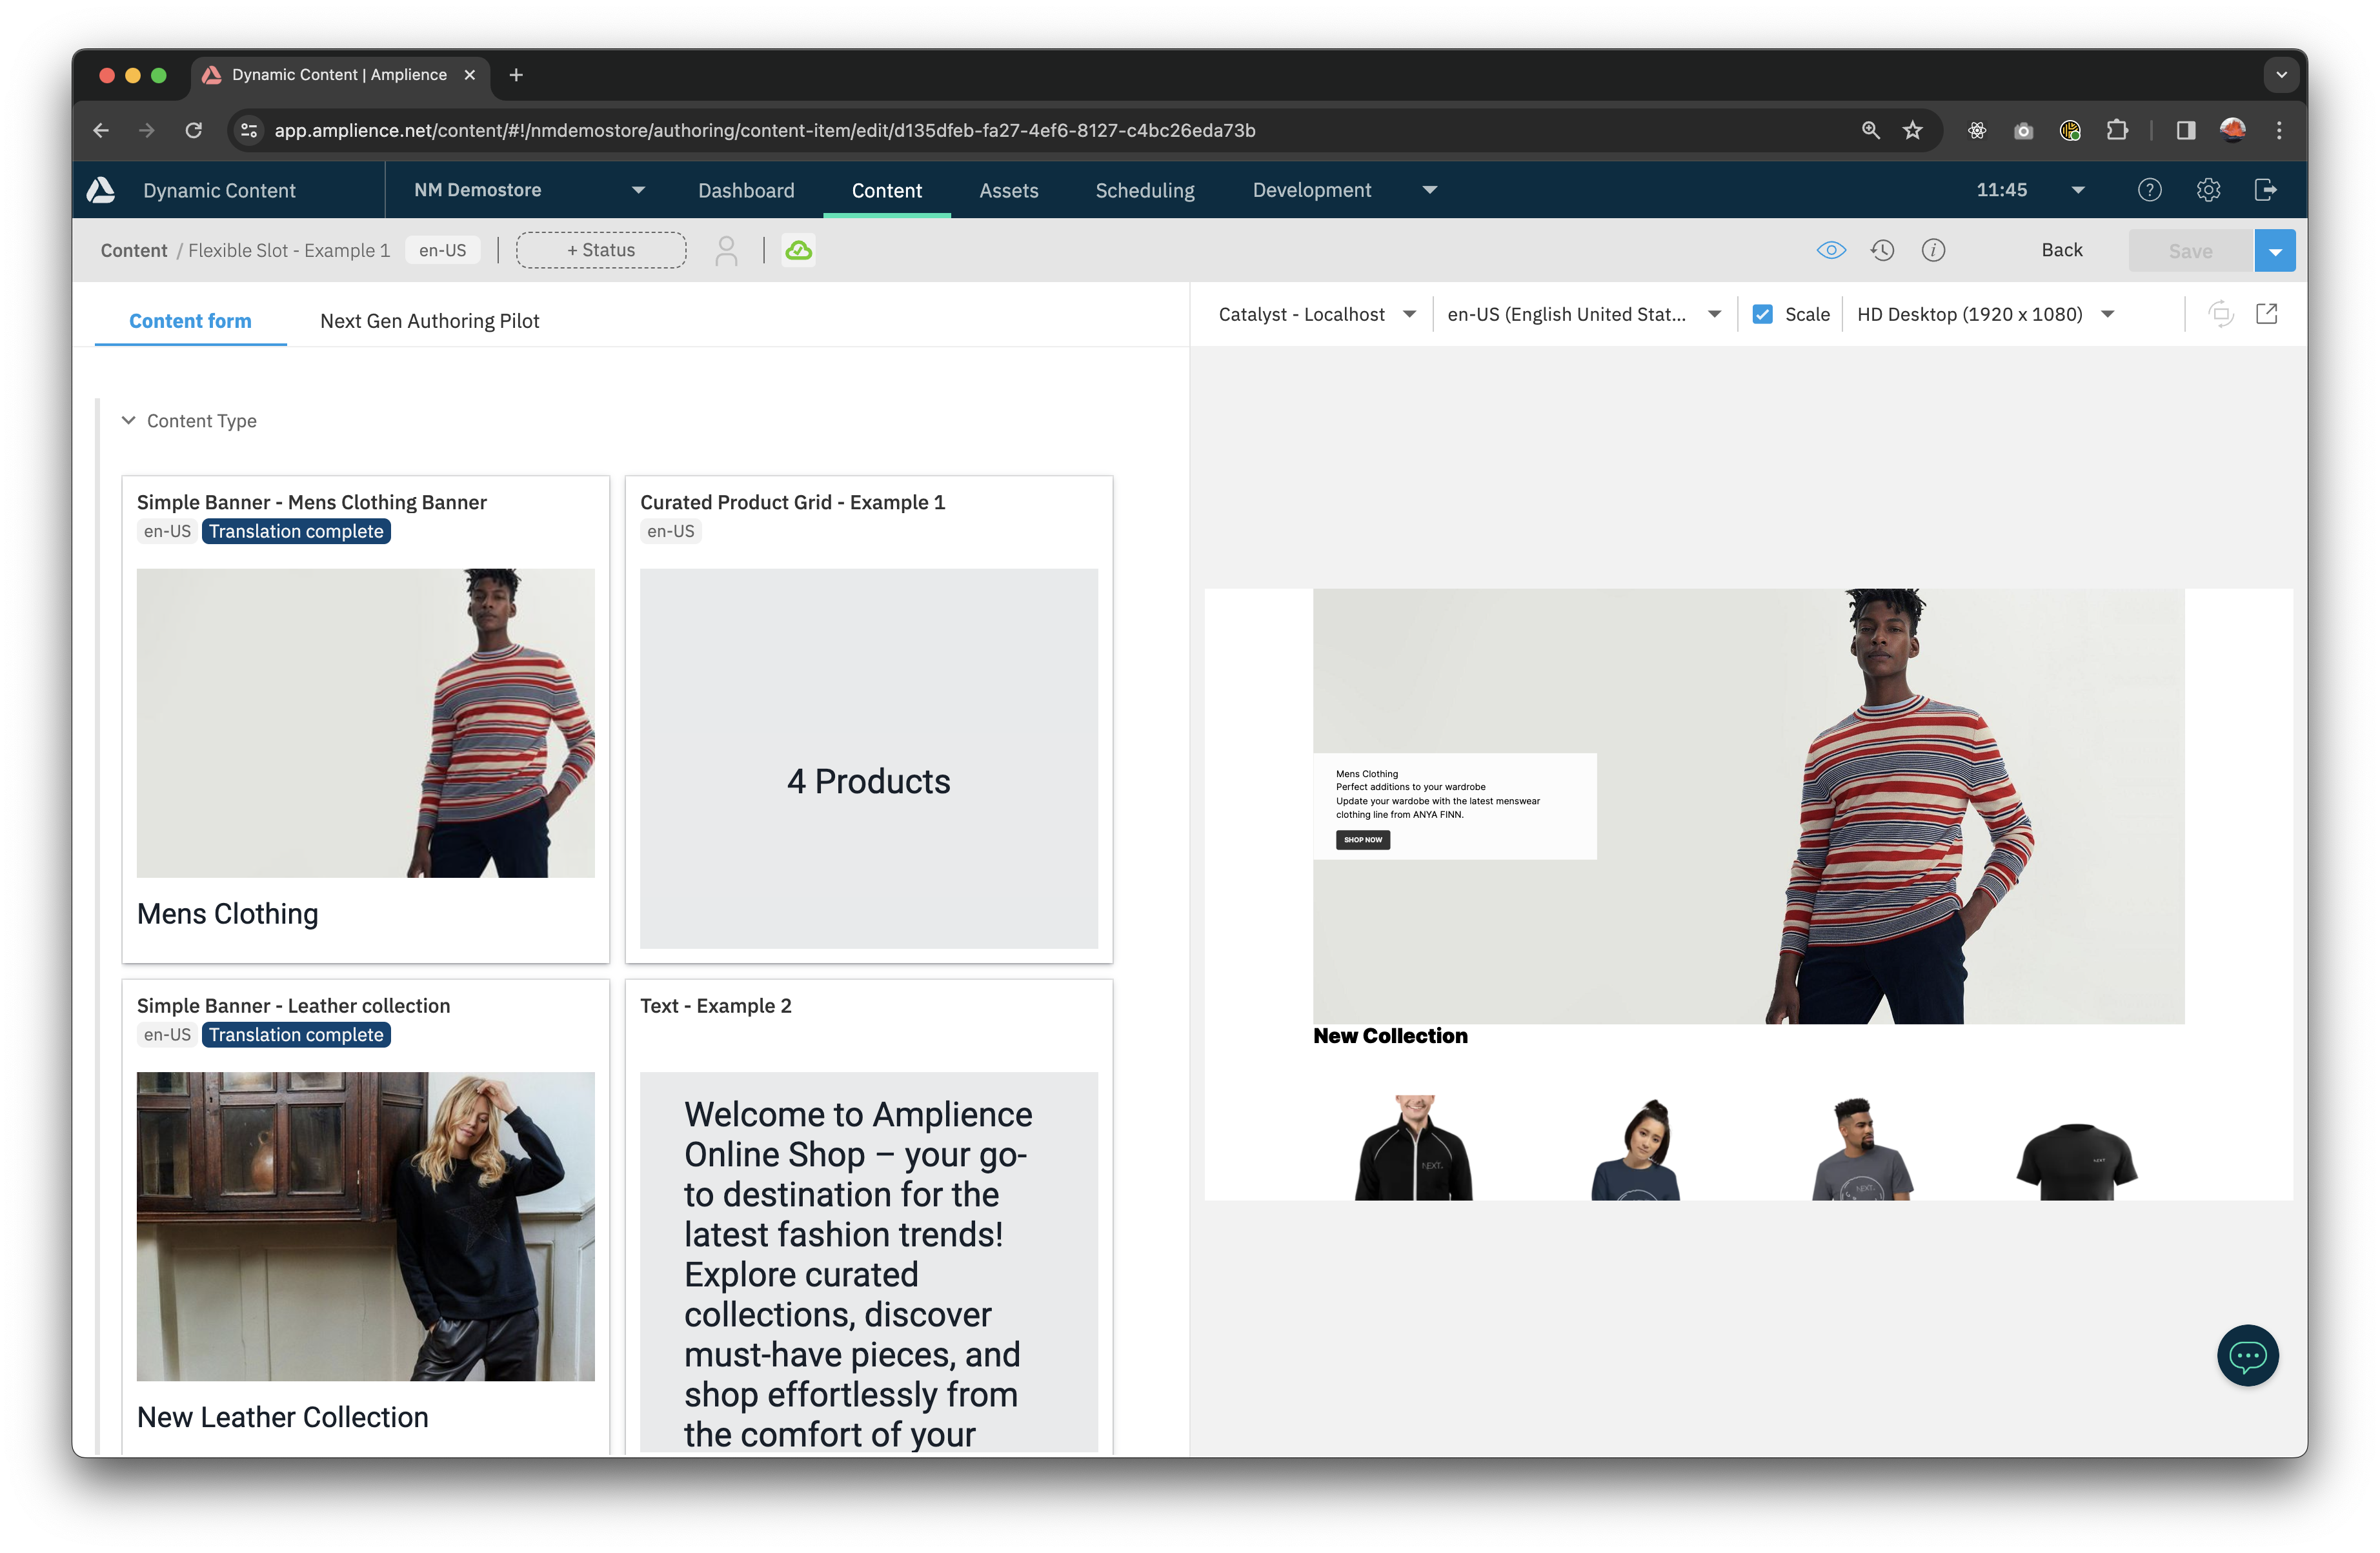 Dynamic Content | Amplience
app.amplience.net/content/#!/nmdemostore/authoring/content-item/edit/d135dfeb-fa27-4ef6-8127-c4bc26eda73b
Dynamic Content
NM Demostore
Dashboard
Content
Assets
Scheduling
Development
11:45
Content / Flexible Slot - Example 1
en-US
+ Status
Back
Save
Content form
Next Gen Authoring Pilot
Catalyst - Localhost
en-US (English United Stat...
Scale
HD Desktop (1920 x 1080)
Content Type
Simple Banner - Mens Clothing Banner
en-US Translation complete
Mens Clothing
Curated Product Grid - Example 1
en-US
4 Products
Simple Banner - Leather collection
en-US Translation complete
New Leather Collection
Text - Example 2
Welcome to Amplience
Online Shop – your go-
to destination for the
latest fashion trends!
Explore curated
collections, discover
must-have pieces, and
shop effortlessly from
the comfort of your
Mens Clothing
Perfect additions to your wardrobe
Update your wardobe with the latest menswear
clothing line from ANYA FINN.
SHOP NOW
New Collection
NEXT.
NEXT.
NEXT